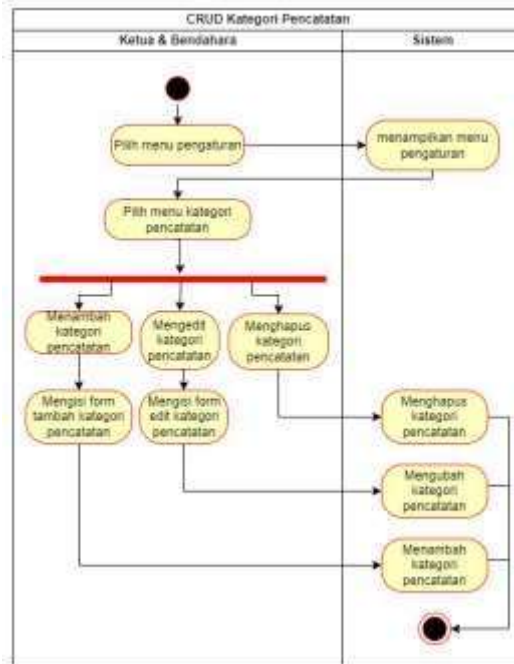 CRUD Kategori Pencatatan
Ketua & Bendahara
Sistem
Pilih menu pengaturan
menampilkan menu
pengaturan
Pilih menu kategori
pencatatan
Menambah
kategori
pencatatan
Mengedit
kategori
pencatatan
Menghapus
kategori
pencatatan
Mengisi form
tambah kategori
pencatatan
Mengisi form
edit kategori
pencatatan
Menghapus
kategori
pencatatan
Mengubah
kategori
pencatatan
Menambah
kategori
pencatatan